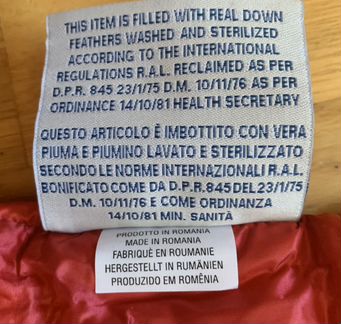 THIS ITEM IS FILLED WITH REAL DOWN
FEATHERS WASHED AND STERILIZED
ACCORDING TO THE INTERNATIONAL
REGULATIONS R.A.L. RECLAIMED AS PER
D.P.R. 845 23/1/75 D.M. 10/11/76 AS PER
ORDINANCE 14/10/81 HEALTH SECRETARY
QUESTO ARTICOLO È IMBOTTITO CON VERA
PIUMA E PIUMINO LAVATO E STERILIZZATO
SECONDO LE NORME INTERNAZIONALI R.A.L.
BONIFICATO COME DA D.P.R.845 DEL 23/1/75
D.M. 10/11/76 E COME ORDINANZA
14/10/81 MIN. SANITÀ
PRODOTTO IN ROMANIA
MADE IN ROMANIA
FABRIQUÉ EN ROUMANIE
HERGESTELLT IN RUMÄNIEN
PRODUZIDO EM ROMÊNIA